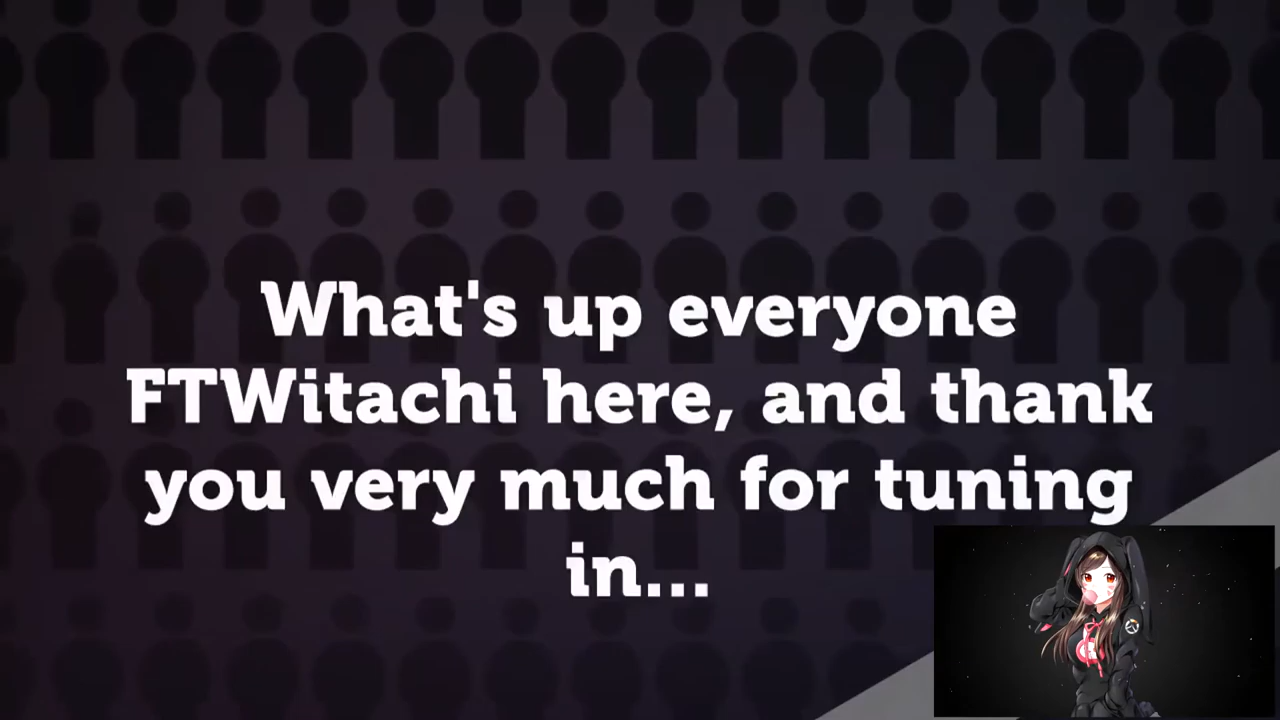 What's up everyone
FTWitachi here, and thank
you very much for tuning
in...